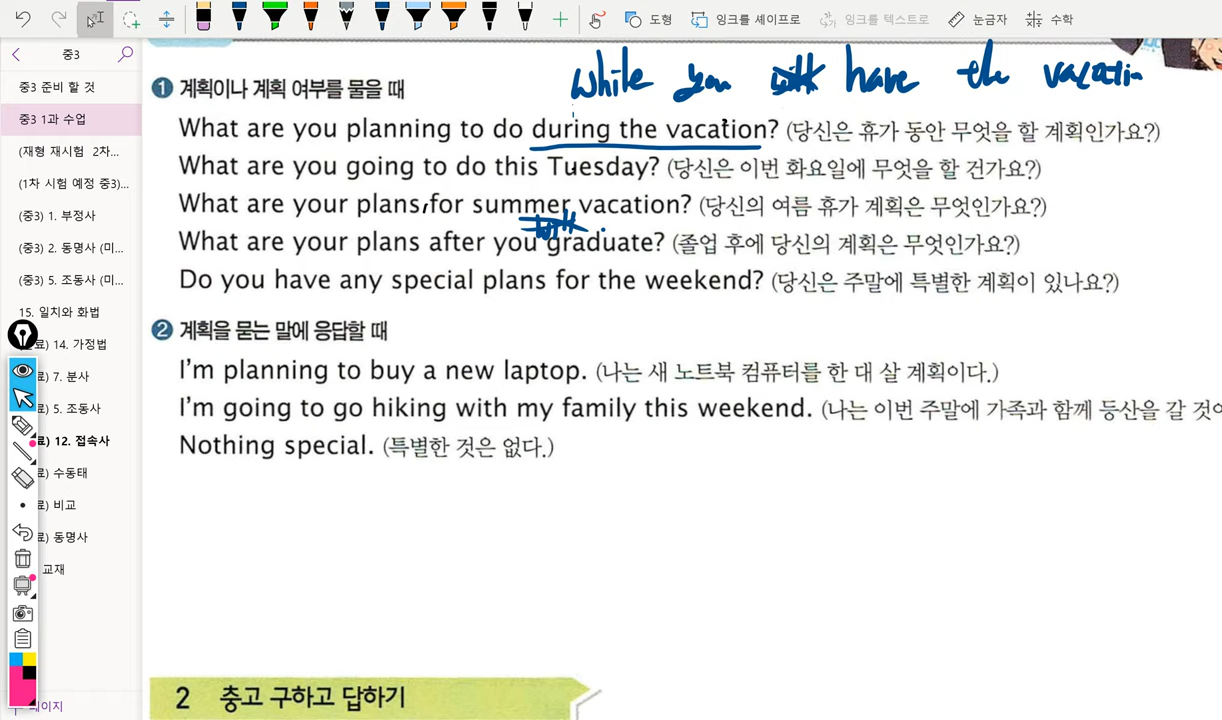 도형
잉크를 셰이프로
잉크를 텍스트로
눈금자
수학
중3
중3 준비 할 것
중3 1과 수업
(재형 재시험 2차...
(1차 시험 예정 중3)...
(중3) 1. 부정사
(중3) 2. 동명사 (미...
(중3) 5. 조동사 (미...
15. 일치와 화법
료) 14. 가정법
료) 7. 분사
료) 5. 조동사
료) 12. 접속사
료) 수동태
료) 비교
료) 동명사
교재
페이지
while you have the vacation
1 계획이나 계획 여부를 물을 때
What are you planning to do during the vacation? (당신은 휴가 동안 무엇을 할 계획인가요?)
What are you going to do this Tuesday? (당신은 이번 화요일에 무엇을 할 건가요?)
What are your plans for summer vacation? (당신의 여름 휴가 계획은 무엇인가요?)
What are your plans after you graduate? (졸업 후에 당신의 계획은 무엇인가요?)
Do you have any special plans for the weekend? (당신은 주말에 특별한 계획이 있나요?)
2 계획을 묻는 말에 응답할 때
I'm planning to buy a new laptop. (나는 새 노트북 컴퓨터를 한 대 살 계획이다.)
I'm going to go hiking with my family this weekend. (나는 이번 주말에 가족과 함께 등산을 갈 것이
Nothing special. (특별한 것은 없다.)
2 충고 구하고 답하기